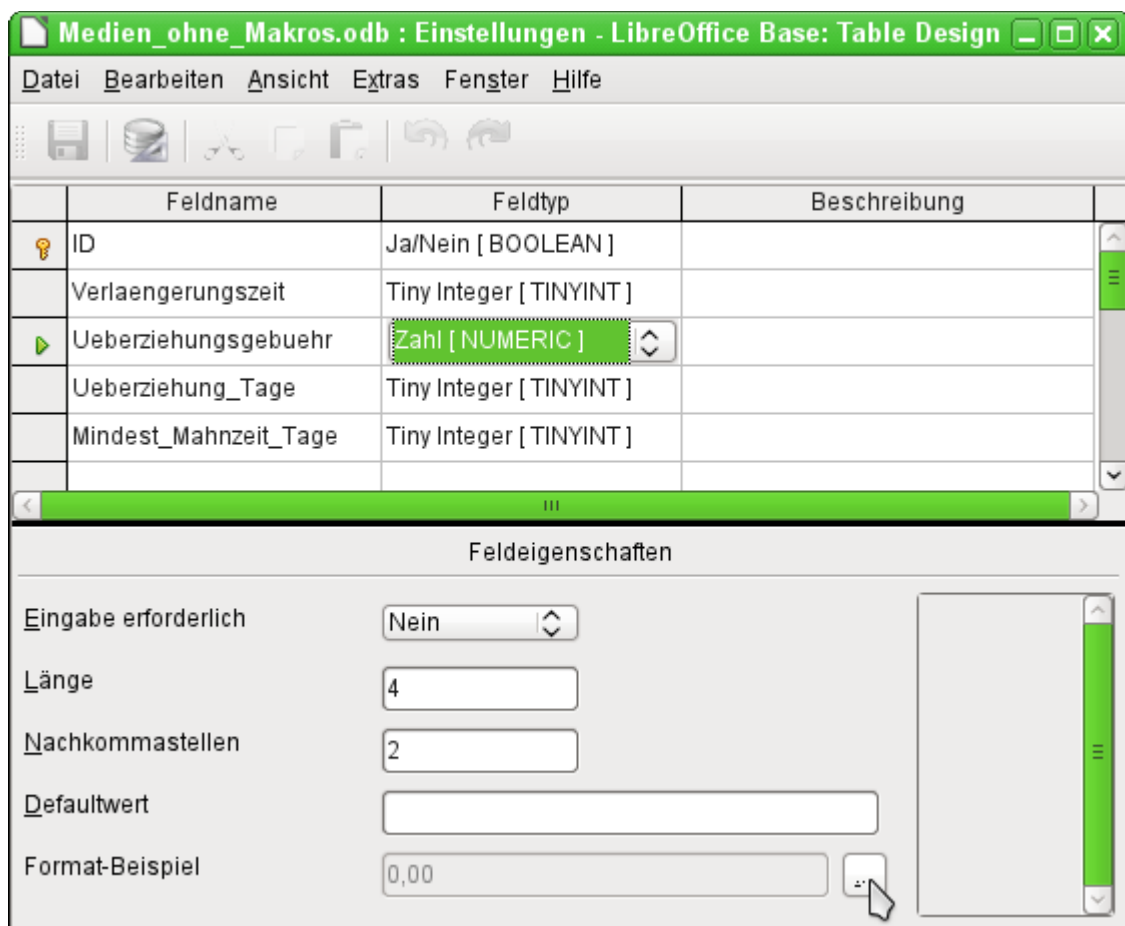 Medien_ohne_Makros.odb : Einstellungen - LibreOffice Base: Table Design
Datei Bearbeiten Ansicht Extras Fenster Hilfe
Feldname Feldtyp Beschreibung
ID Ja/Nein [ BOOLEAN ]
Verlaengerungszeit Tiny Integer [ TINYINT ]
Ueberziehungsgebuehr Zahl [ NUMERIC ]
Ueberziehung_Tage Tiny Integer [ TINYINT ]
Mindest_Mahnzeit_Tage Tiny Integer [ TINYINT ]
Feldeigenschaften
Eingabe erforderlich Nein
Länge 4
Nachkommastellen 2
Defaultwert
Format-Beispiel 0,00 ...